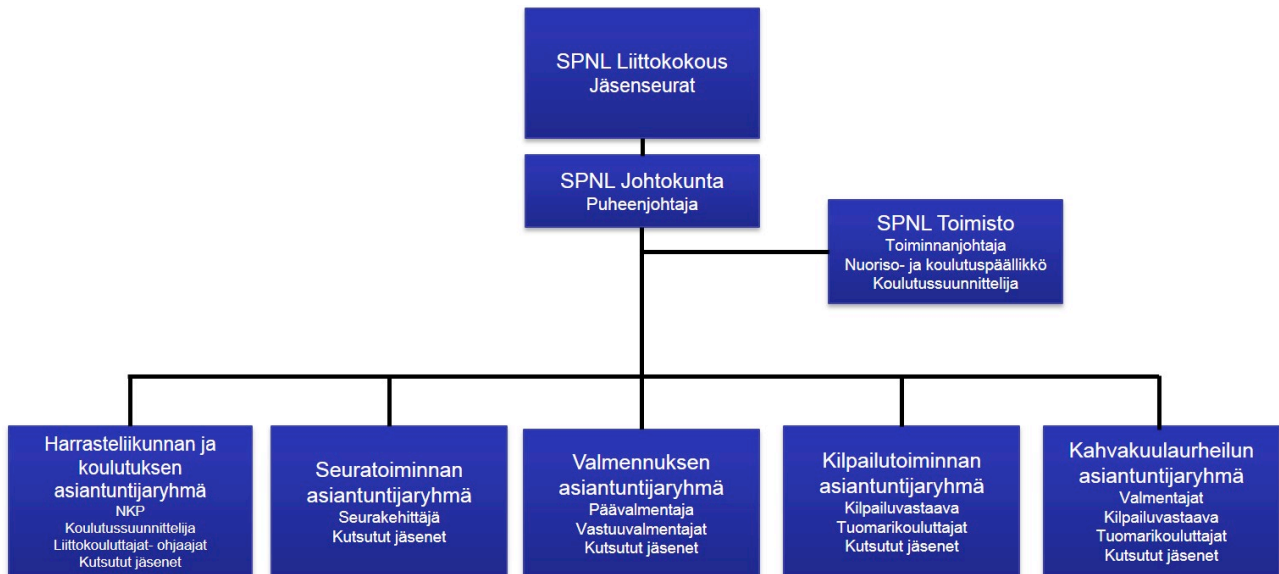 SPNL Liittokokous
Jäsenseurat
SPNL Johtokunta
Puheenjohtaja
SPNL Toimisto
Toiminnanjohtaja
Nuoriso- ja koulutuspäällikkö
Koulutussuunnittelija
Harrasteliikunnan ja
koulutuksen
asiantuntijaryhmä
NKP
Koulutussuunnittelija
Liittokouluttajat- ohjaajat
Kutsutut jäsenet
Seuratoiminnan
asiantuntijaryhmä
Seurakehittäjä
Kutsutut jäsenet
Valmennuksen
asiantuntijaryhmä
Päävalmentaja
Vastuuvalmentajat
Kutsutut jäsenet
Kilpailutoiminnan
asiantuntijaryhmä
Kilpailuvastaava
Tuomarikouluttajat
Kutsutut jäsenet
Kahvakuulaurheilun
asiantuntijaryhmä
Valmentajat
Kilpailuvastaava
Tuomarikouluttajat
Kutsutut jäsenet